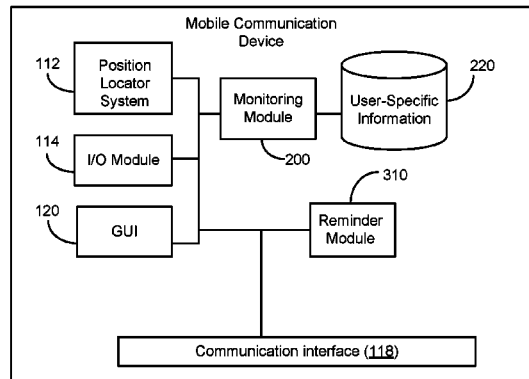 Mobile Communication
Device
112
Position
Locator
System
Monitoring
Module
200
User-Specific
Information
220
114
I/O Module
310
120
GUI
Reminder
Module
Communication interface (118)